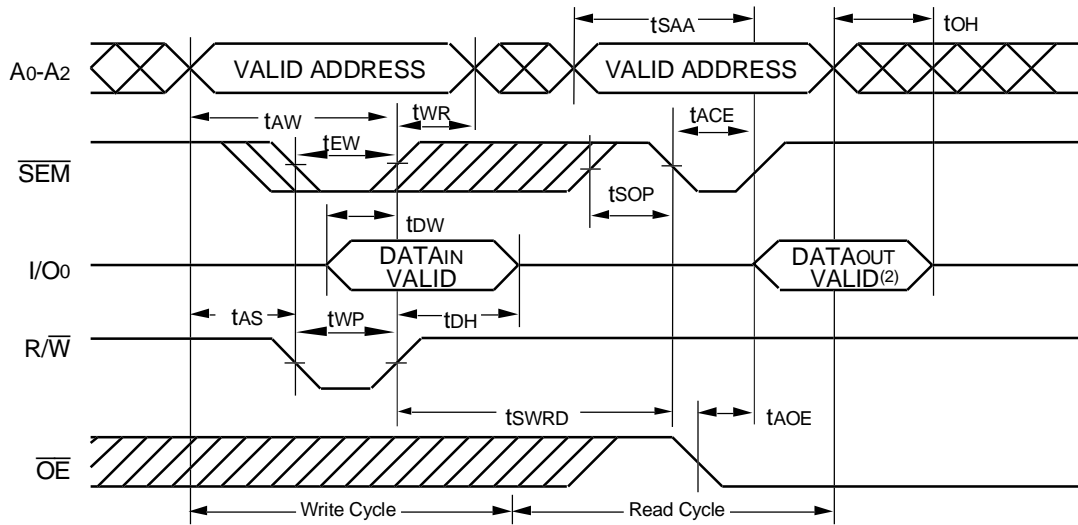 tSAA
tOH
A0-A2
VALID ADDRESS
VALID ADDRESS
tAW
tWR
tACE
tEW
SEM
tSOP
tDW
I/O0
DATAIN
VALID
DATAOUT
VALID(2)
tAS
tWP
tDH
R/W
tSWRD
tAOE
OE
Write Cycle
Read Cycle